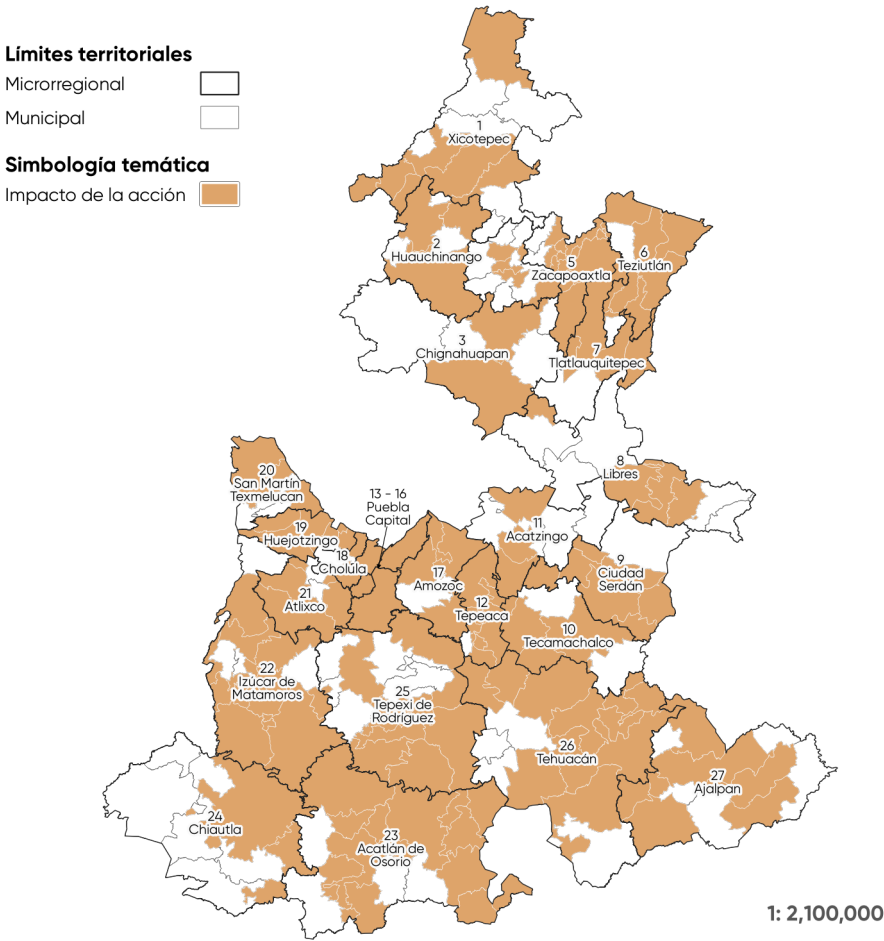 Límites territoriales
Microrregional
Municipal
Simbología temática
Impacto de la acción
1
Xicotepec
2
Huauchinango
3
Chignahuapan
5
Zacapoaxtla
6
Teziutlán
7
Tlatlauquitepec
8
Libres
9
Ciudad
Serdán
10
Tecamachalco
11
Acatzingo
12
Tepeaca
13 - 16
Puebla
Capital
17
Amozoc
18
Cholúla
19
Huejotzingo
20
San Martín
Texmelucan
21
Atlixco
22
Izúcar de
Matamoros
23
Acatlán de
Osorio
24
Chiautla
25
Tepexi de
Rodríguez
26
Tehuacán
27
Ajalpan
1: 2,100,000